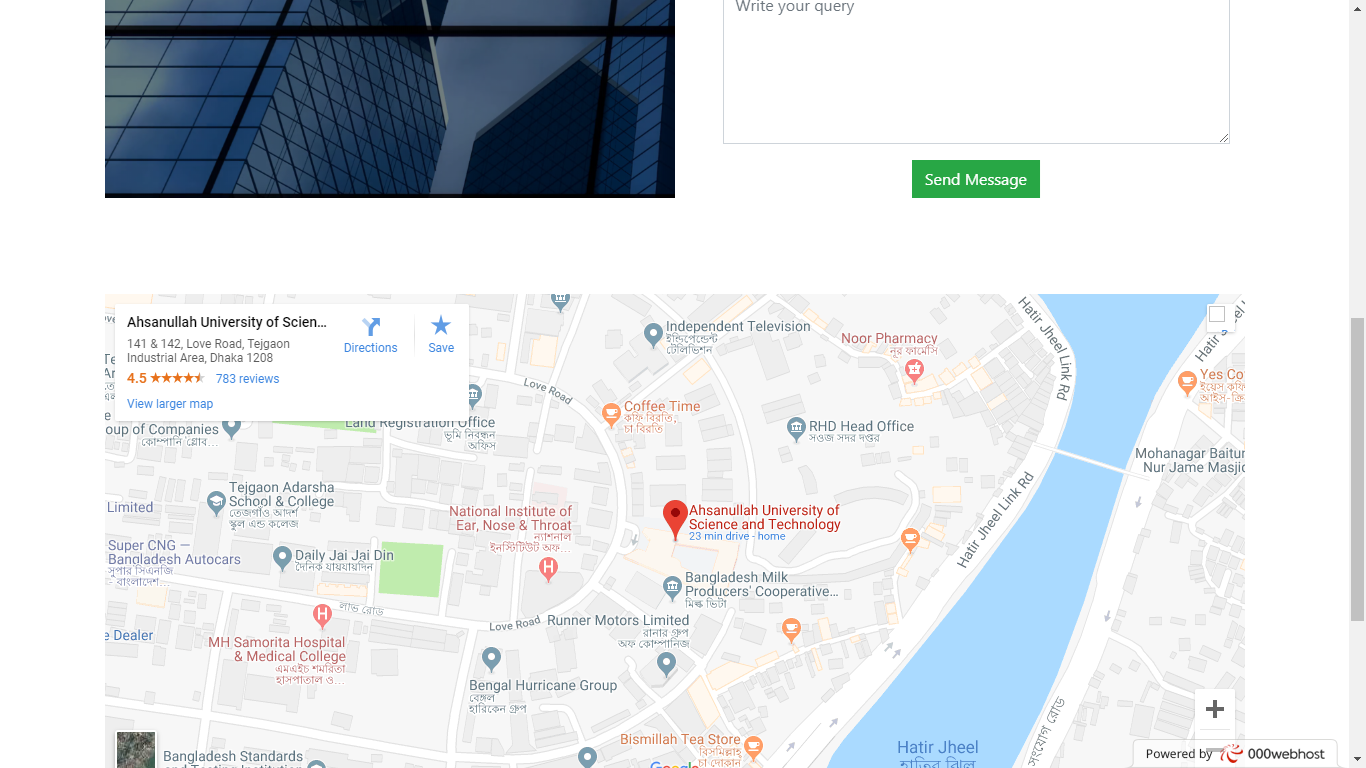 Write your query
Send Message
Ahsanullah University of Scien...
141 & 142, Love Road, Tejgaon
Industrial Area, Dhaka 1208
4.5
783 reviews
View larger map
Directions
Save
Independent Television
ইন্ডিপেন্ডেন্ট
টেলিভিশন
Noor Pharmacy
নূর ফার্মেসি
Hatir Jheel Link Rd
Love Road
Coffee Time
কফি বিরতি,
চা বিরতি
RHD Head Office
সওজ সদর দপ্তর
Yes Co
Land Registration Office
ভূমি নিবন্ধন
অফিস
oup of Companies
কোম্পানি গ্লোব...
Mohanagar Baitur
Nur Jame Masjid
Tejgaon Adarsha
School & College
তেজগাঁও আদর্শ
স্কুল এন্ড কলেজ
Limited
National Institute of
Ear, Nose & Throat
ন্যাশনাল
ইনস্টিটিউট অফ...
Ahsanullah University of
Science and Technology
23 min drive - home
Hatir Jheel Link Rd
Super CNG —
Bangladesh Autocars
সুপার সিএনজি
- বাংলাদেশ...
Daily Jai Jai Din
দৈনিক যায়যায়দিন
Bangladesh Milk
Producers' Cooperative...
মিল্ক ভিটা
লাভ রোড
Love Road
Runner Motors Limited
রানার গ্রুপ
অফ কোম্পানিজ
e Dealer
MH Samorita Hospital
& Medical College
এমএইচ শমরিতা
হাসপাতাল ও...
Bengal Hurricane Group
বেঙ্গল
হারিকেন গ্রুপ
Bismillah Tea Store
বিসমিল্লাহ
চা দোকান
Hatir Jheel
হাতির ঝিল
সংযোগ রোড
Bangladesh Standards
Google
Powered by 000webhost